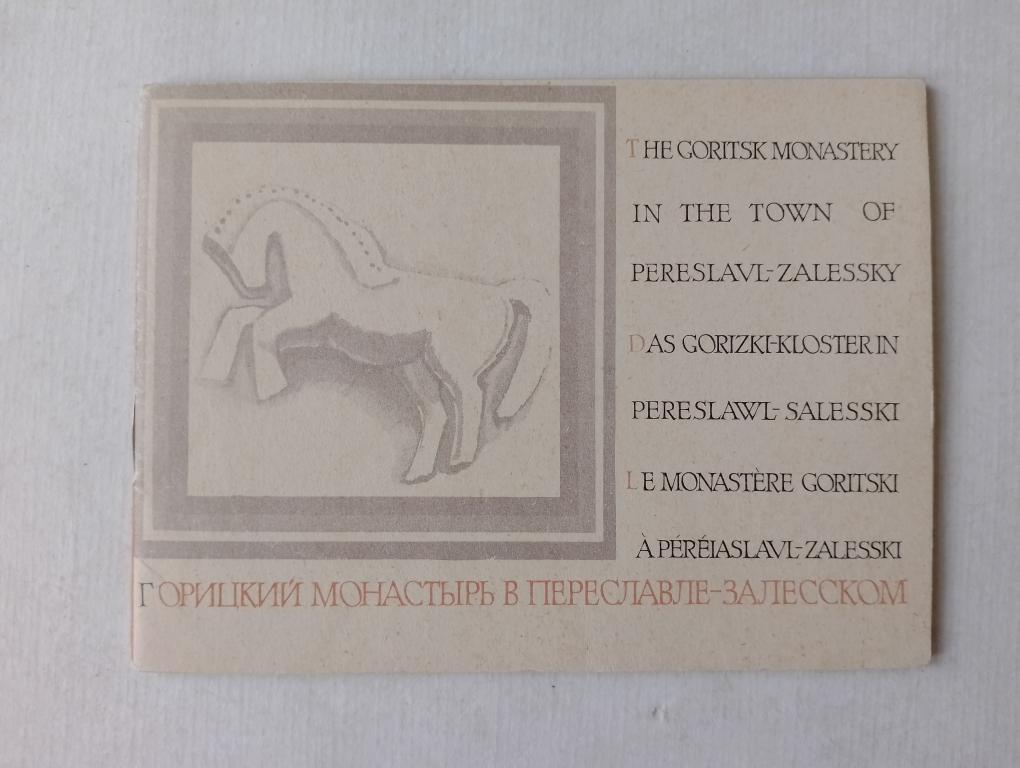 THE GORITSK MONASTERY
IN THE TOWN OF
PERESLAVL-ZALESSKY
DAS GORIZKI-KLOSTER IN
PERESLAWL-SALESSKI
LE MONASTÈRE GORITSKI
À PÉRÉIASLAVL-ZALESSKI
ГОРИЦКИЙ МОНАСТЫРЬ В ПЕРЕСЛАВЛЕ-ЗАЛЕССКОМ